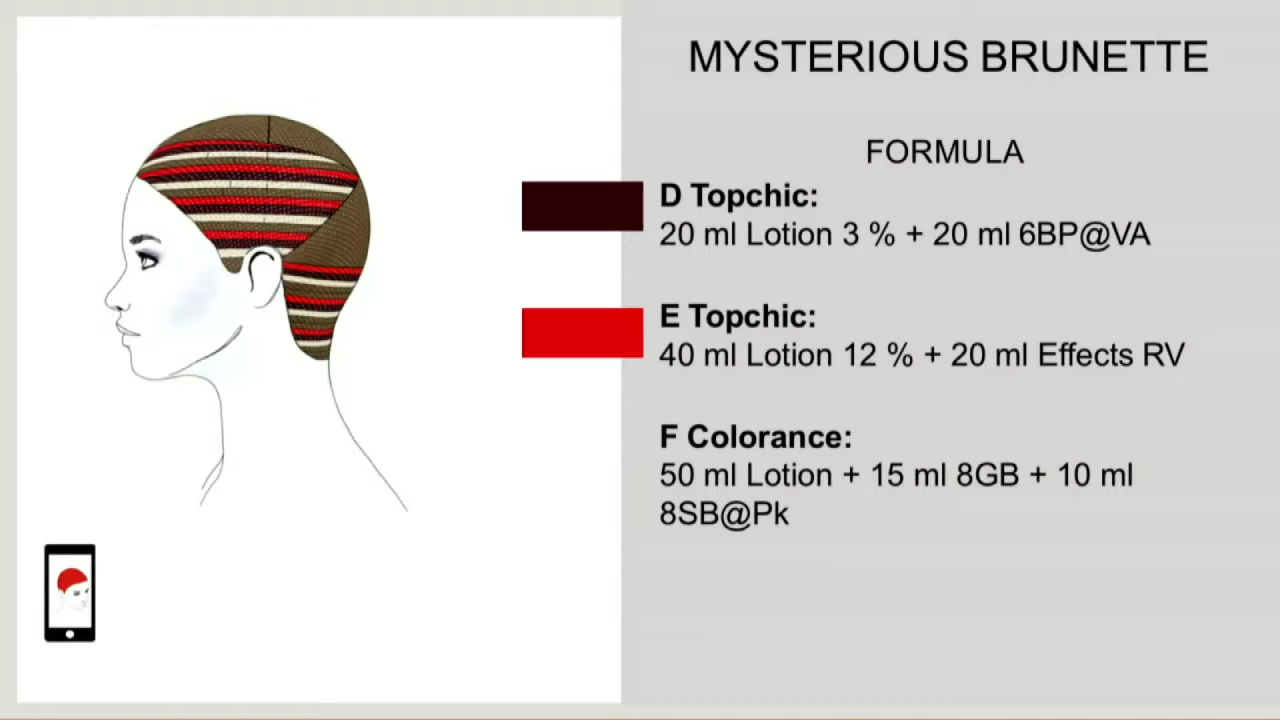 MYSTERIOUS BRUNETTE
FORMULA
D Topchic:
20 ml Lotion 3 % + 20 ml 6BP@VA
E Topchic:
40 ml Lotion 12 % + 20 ml Effects RV
F Colorance:
50 ml Lotion + 15 ml 8GB + 10 ml
8SB@Pk